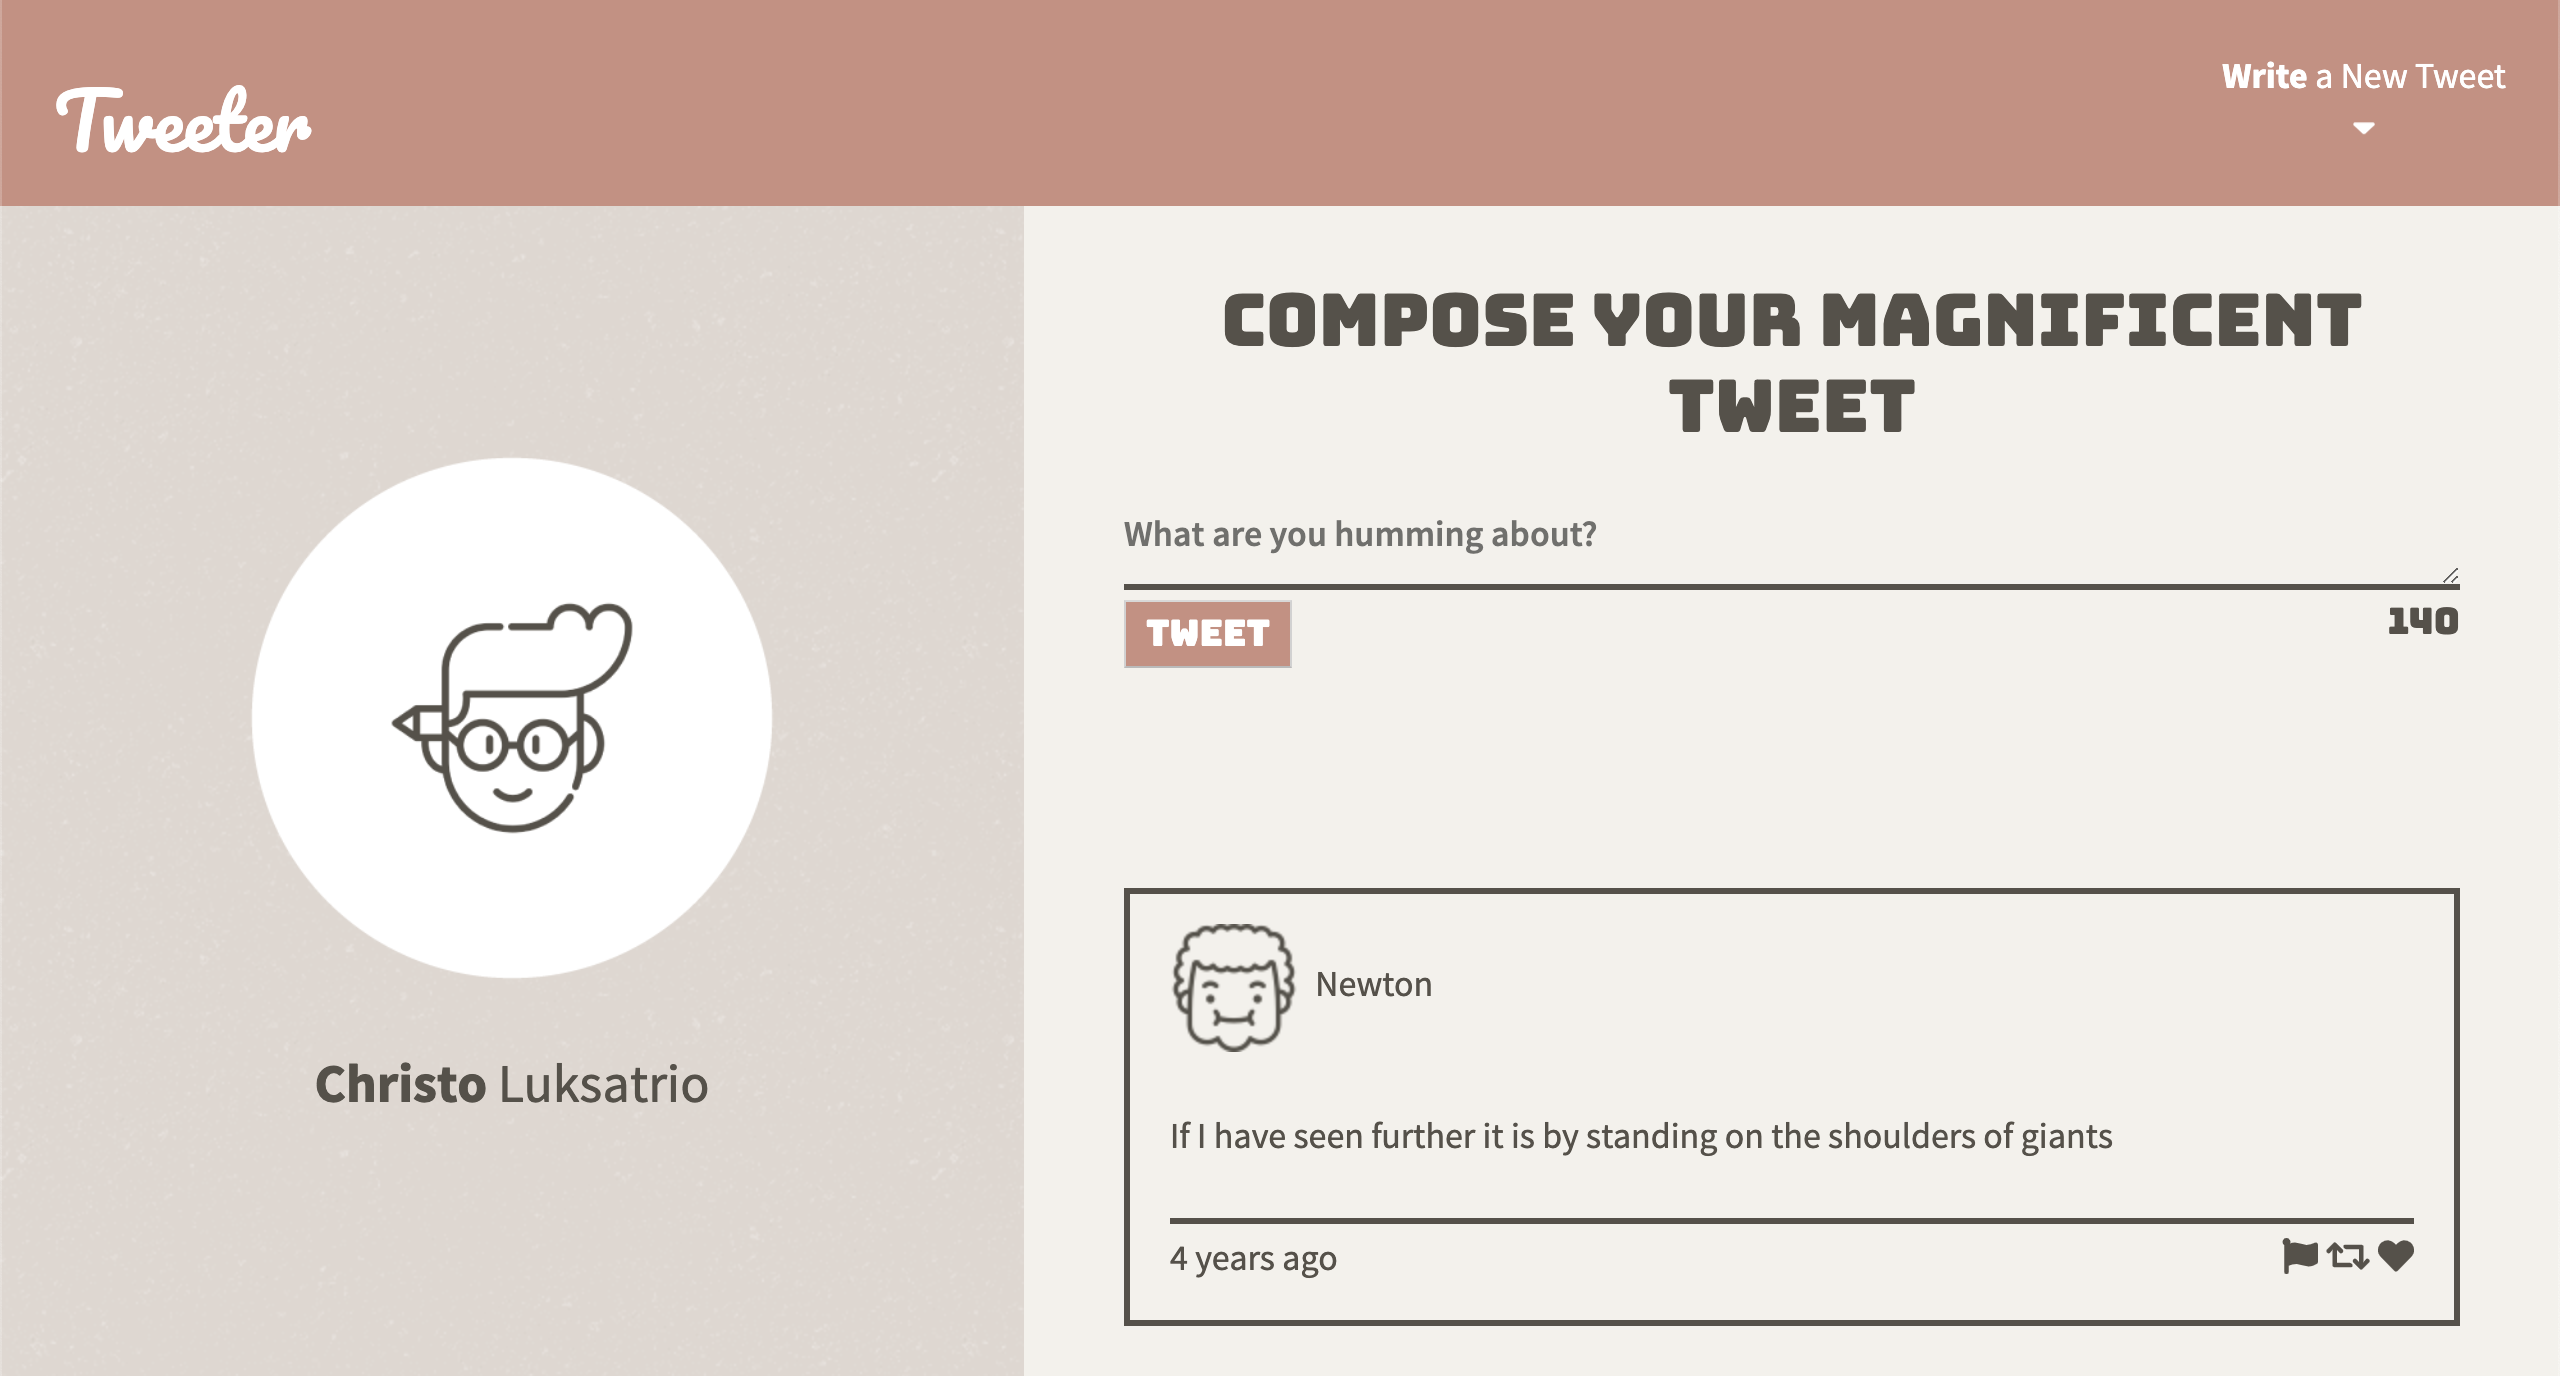 Tweeter
Write a New Tweet
COMPOSE YOUR MAGNIFICENT
TWEET
What are you humming about?
TWEET
140
Christo Luksatrio
Newton
If I have seen further it is by standing on the shoulders of giants
4 years ago